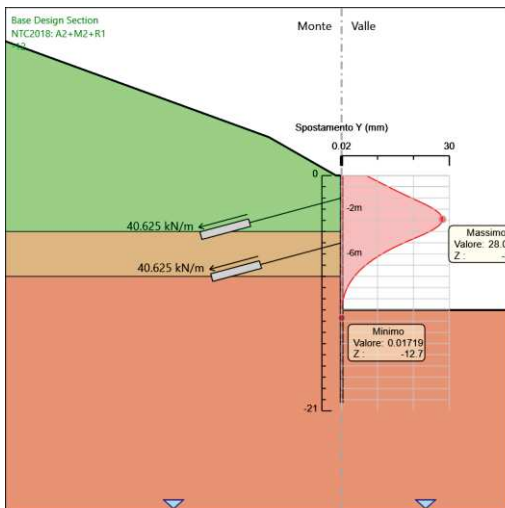 Base Design Section
NTC2018: A2+M2+R1
Monte Valle
Spostamento Y (mm)
0.02 30
0
-2m
40.625 kN/m
Massimo
Valore: 28.0
Z : -
-6m
40.625 kN/m
Minimo
Valore: 0.01719
Z : -12.7
-21